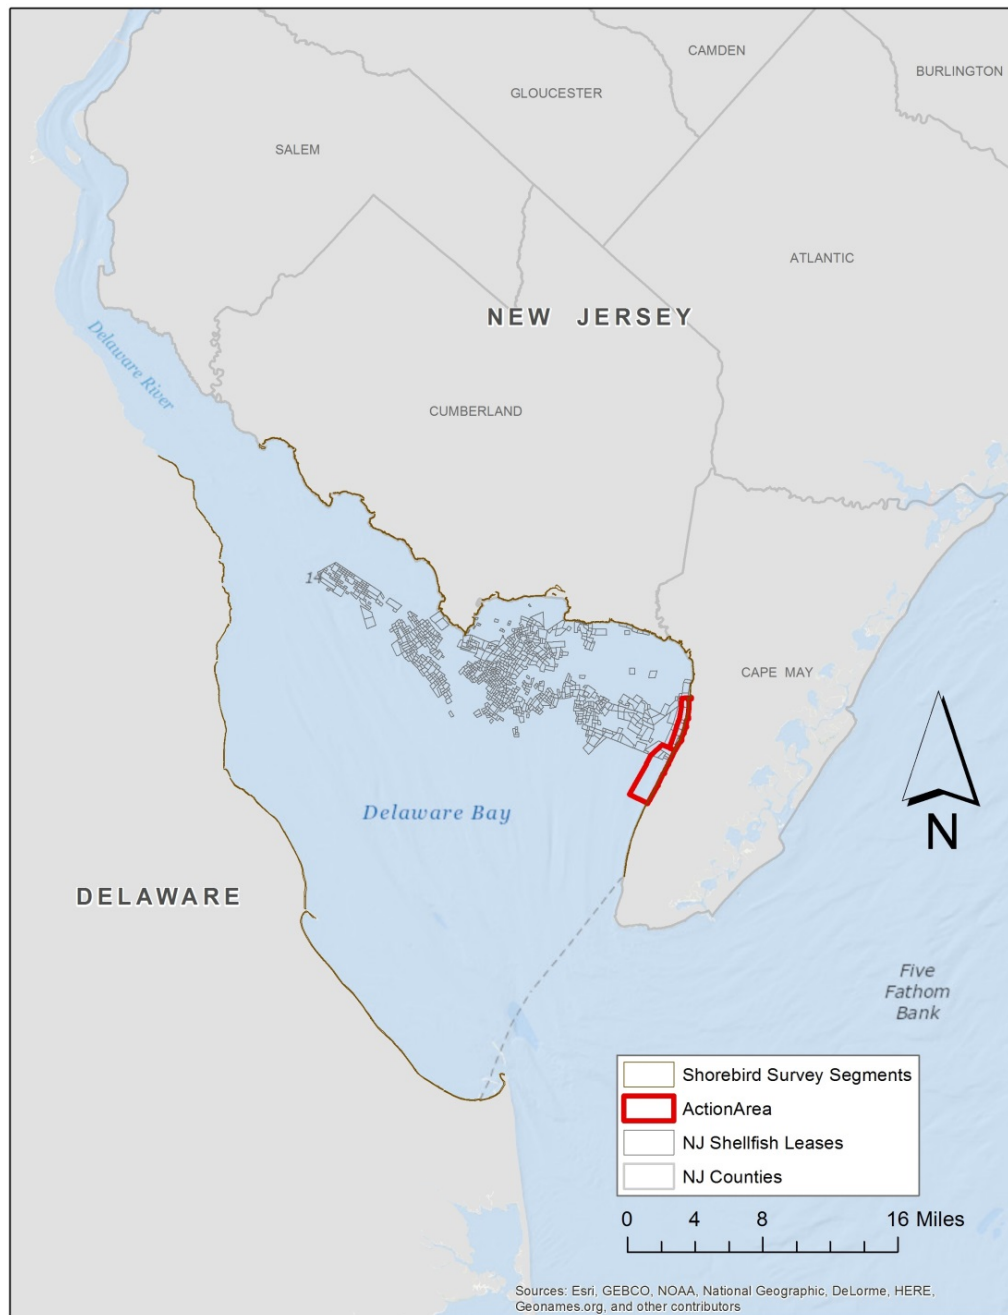 CAMDEN
BURLINGTON
GLOUCESTER
SALEM
ATLANTIC
NEW JERSEY
Delaware River
CUMBERLAND
14
CAPE MAY
Delaware Bay
N
DELAWARE
Five
Fathom
Bank
Shorebird Survey Segments
ActionArea
NJ Shellfish Leases
NJ Counties
0 4 8 16 Miles
Sources: Esri, GEBCO, NOAA, National Geographic, DeLorme, HERE,
Geonames.org, and other contributors